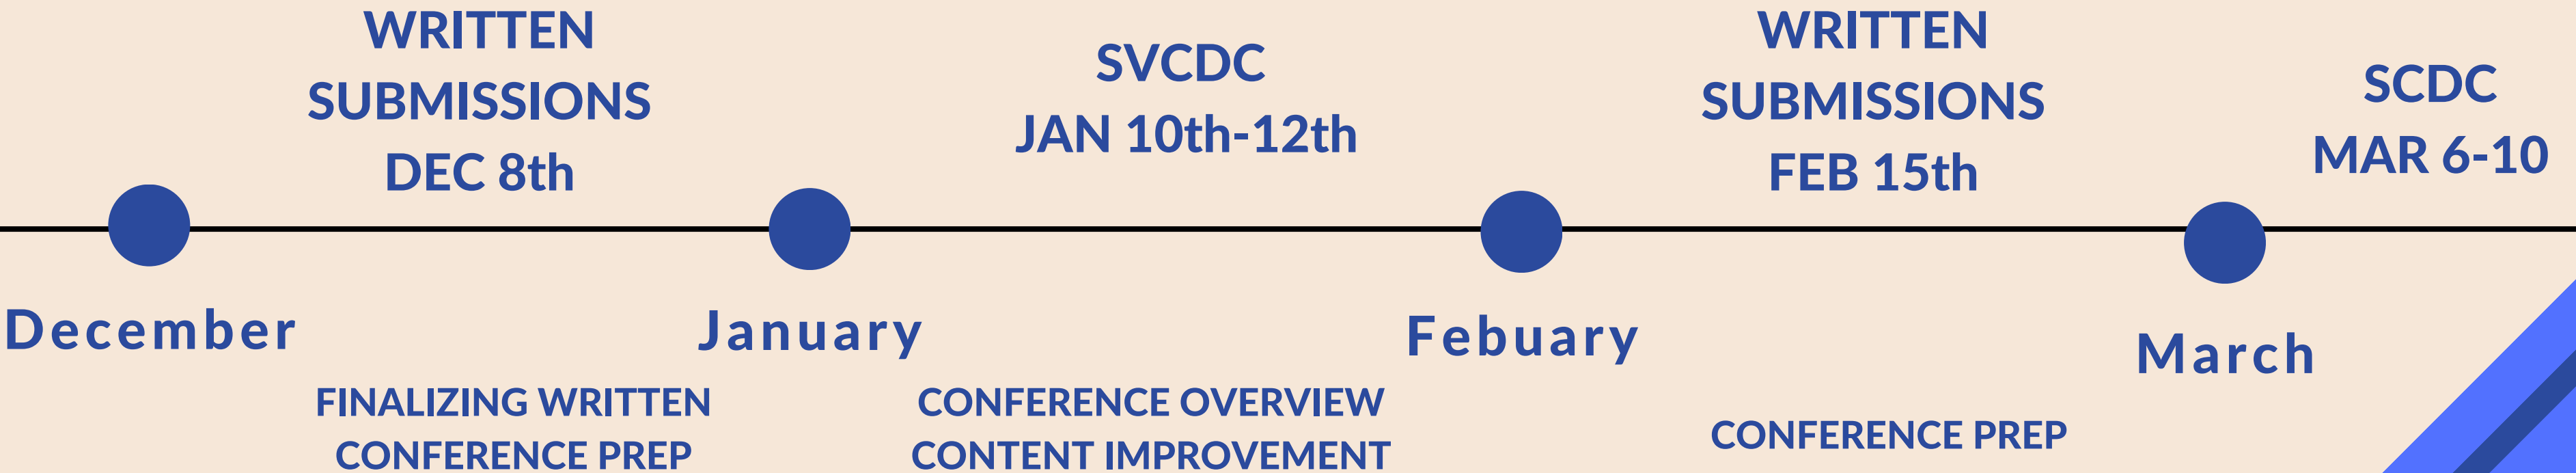 WRITTEN
SUBMISSIONS
DEC 8th
SVCDC
JAN 10th-12th
WRITTEN
SUBMISSIONS
FEB 15th
SCDC
MAR 6-10
December
January
Febuary
March
FINALIZING WRITTEN
CONFERENCE PREP
CONFERENCE OVERVIEW
CONTENT IMPROVEMENT
CONFERENCE PREP